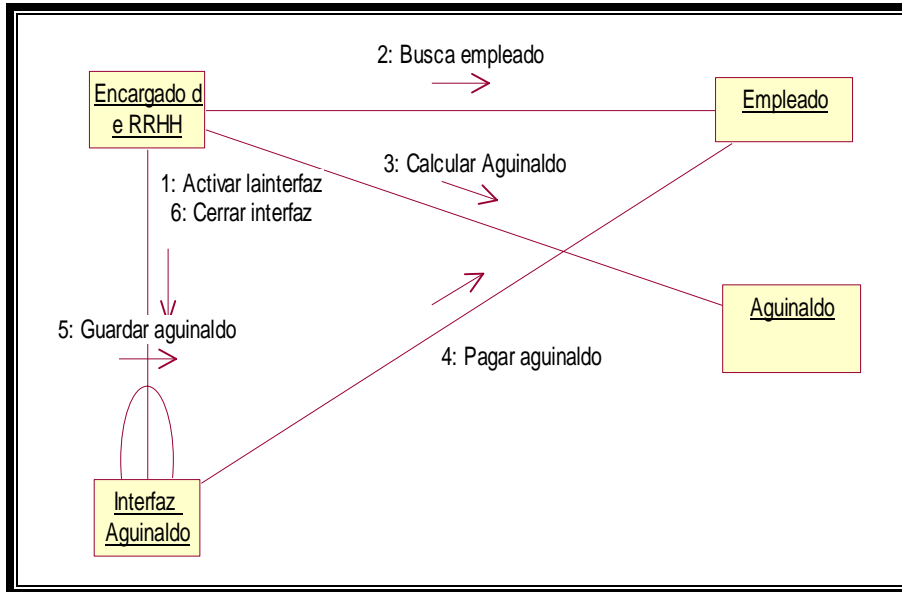 2: Busca empleado
Encargado d
e RRHH
Empleado
3: Calcular Aguinaldo
1: Activar lainterfaz
6: Cerrar interfaz
Aguinaldo
5: Guardar aguinaldo
4: Pagar aguinaldo
Interfaz
Aguinaldo